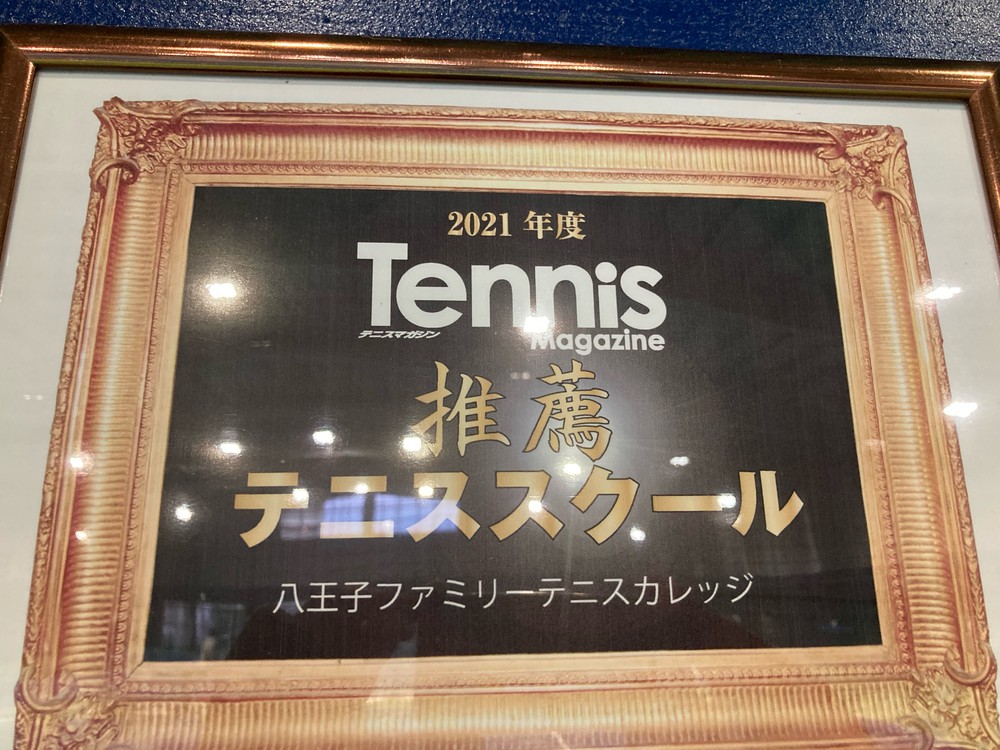 2021 年度
Tennis
テニスマガジン
Magazine
推薦
テニススクール
八王子ファミリーテニスカレッジ